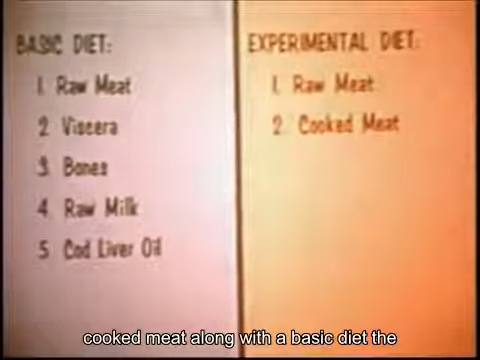 BASIC DIET:
1. Raw Meat
2. Viscera
3. Bones
4. Raw Milk
5. Cod Liver Oil
EXPERIMENTAL DIET:
1. Raw Meat
2. Cooked Meat
cooked meat along with a basic diet the